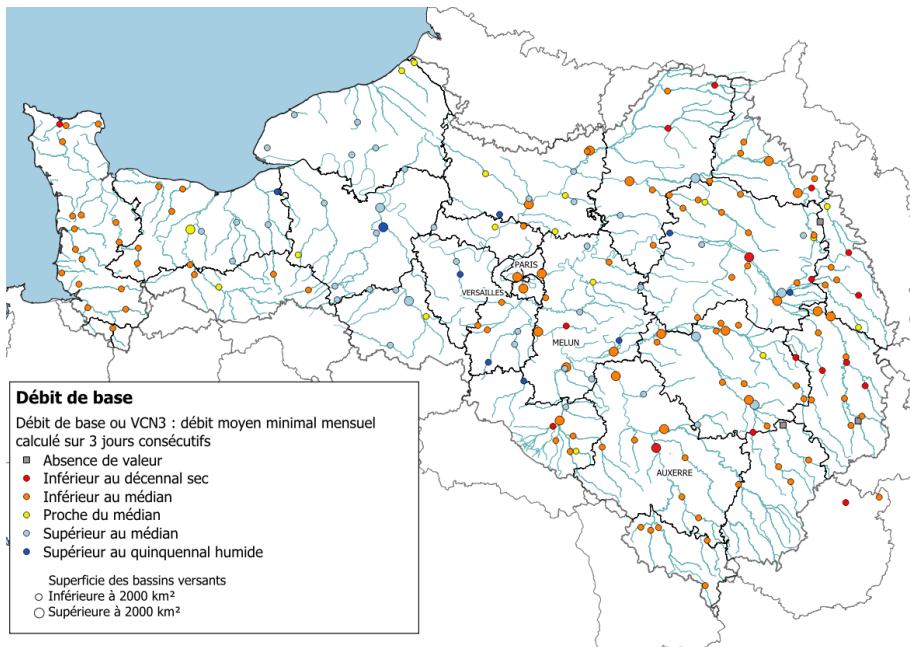 PARIS
VERSAILLES
MELUN
AUXERRE
Débit de base
Débit de base ou VCN3 : débit moyen minimal mensuel
calculé sur 3 jours consécutifs
Absence de valeur
Inférieur au décennal sec
Inférieur au médian
Proche du médian
Supérieur au médian
Supérieur au quinquennal humide
Superficie des bassins versants
Inférieure à 2000 km²
Supérieure à 2000 km²